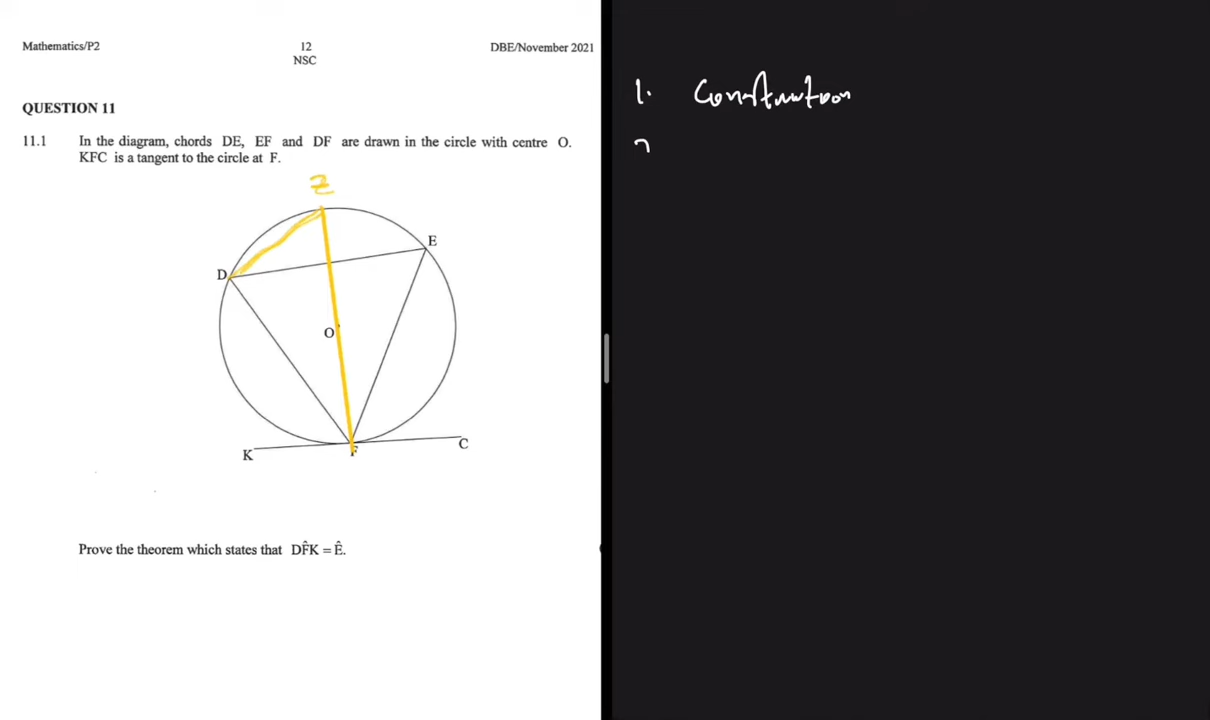 Mathematics/P2
12
DBE/November 2021
NSC
QUESTION 11
11.1 In the diagram, chords DE, EF and DF are drawn in the circle with centre O.
KFC is a tangent to the circle at F.
Z
E
D
O
F
K
C
Prove the theorem which states that DF̂K = Ê.
1. Construction